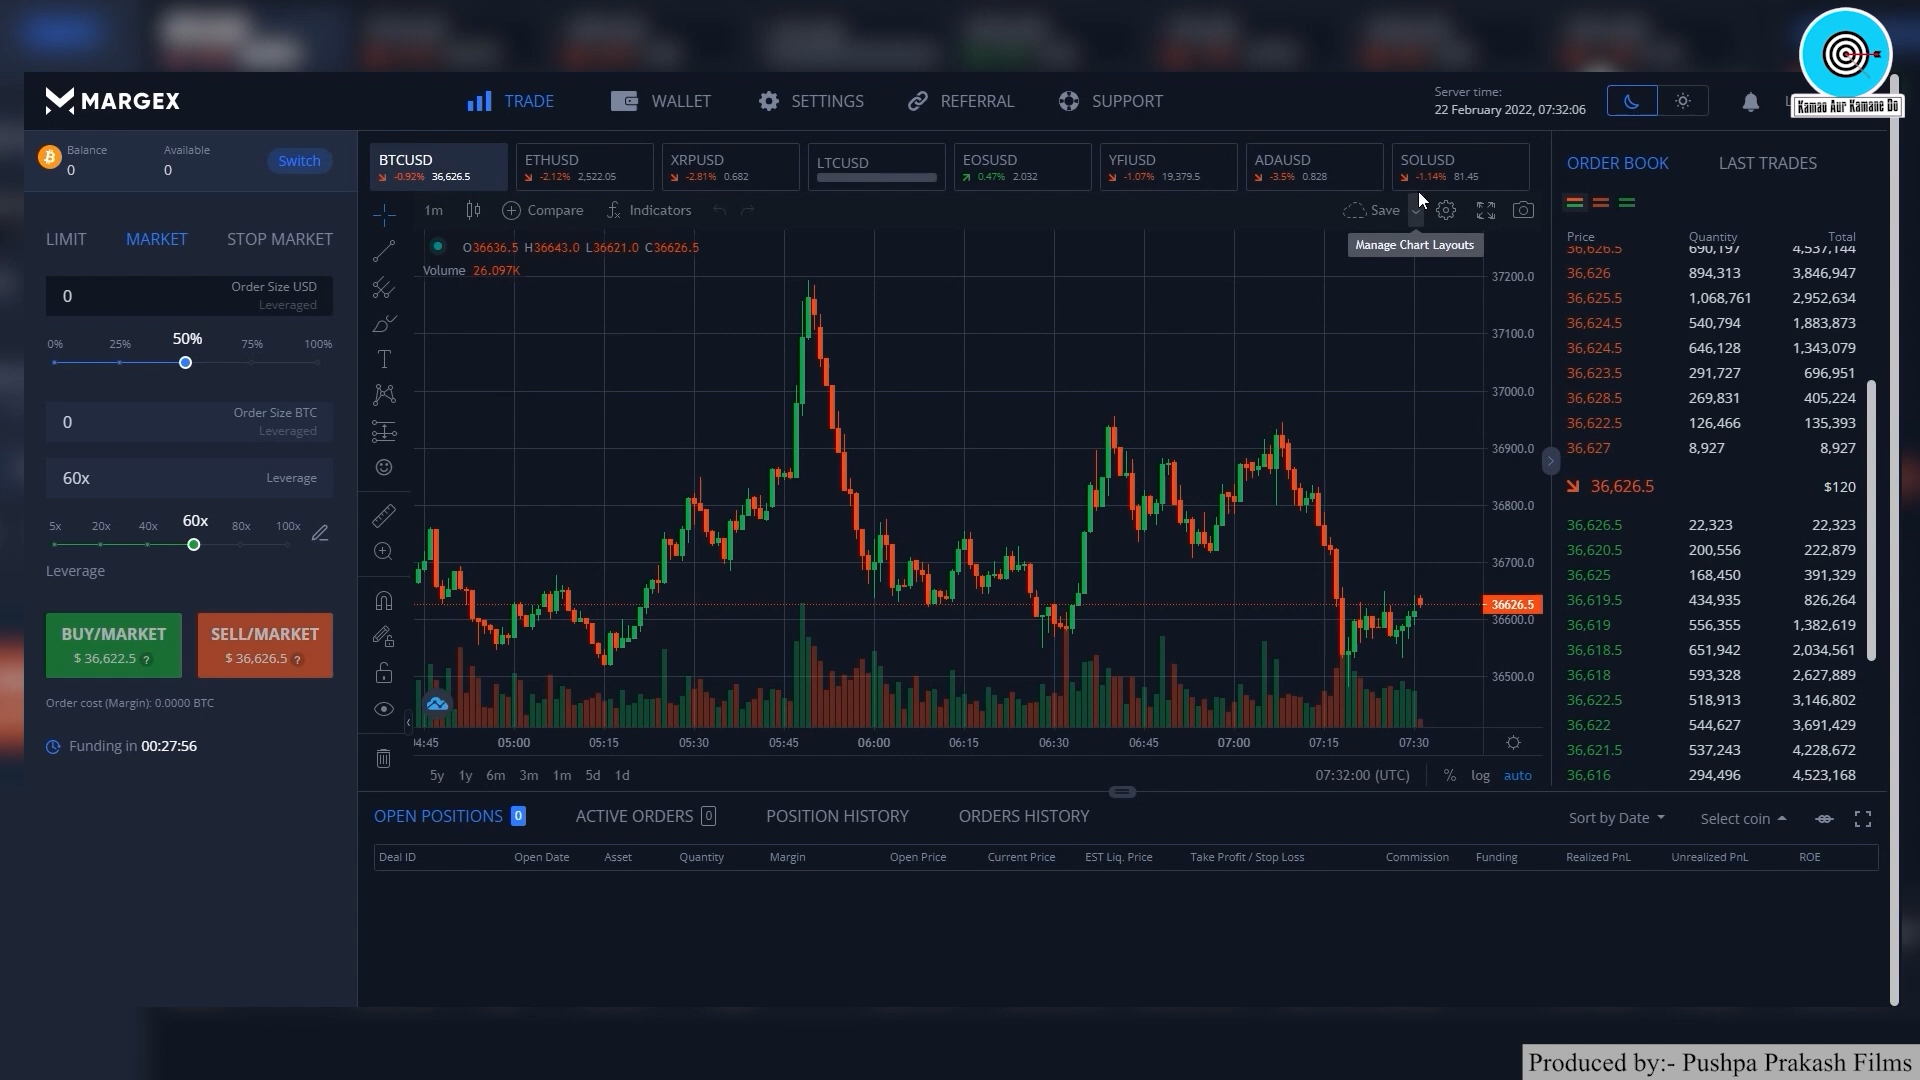 MARGEX
TRADE
WALLET
SETTINGS
REFERRAL
SUPPORT
Server time:
22 February 2022, 07:32:06
Kamao Aur Kamane Do
Balance
0
Available
0
Switch
BTCUSD
-0.92% 36,626.5
ETHUSD
-2.12% 2,522.05
XRPUSD
-2.81% 0.682
LTCUSD
EOSUSD
0.47% 2.032
YFIUSD
-1.07% 19,379.5
ADAUSD
-3.5% 0.828
SOLUSD
-1.14% 81.45
LIMIT
MARKET
STOP MARKET
0
Order Size USD
Leveraged
0% 25% 50% 75% 100%
0
Order Size BTC
Leveraged
60x
Leverage
5x 20x 40x 60x 80x 100x
Leverage
BUY/MARKET
$ 36,622.5 ?
SELL/MARKET
$ 36,626.5 ?
Order cost (Margin): 0.0000 BTC
Funding in 00:27:56
1m
Compare
Indicators
Save
Manage Chart Layouts
O36636.5 H36643.0 L36621.0 C36626.5
Volume 26.097K
37200.0
37100.0
37000.0
36900.0
36800.0
36700.0
36626.5
36600.0
36500.0
05:00 05:15 05:30 05:45 06:00 06:15 06:30 06:45 07:00 07:15 07:30
5y 1y 6m 3m 1m 5d 1d
07:32:00 (UTC)
% log auto
ORDER BOOK
LAST TRADES
Price Quantity Total
36,626.5 690,197 4,537,144
36,626 894,313 3,846,947
36,625.5 1,068,761 2,952,634
36,624.5 540,794 1,883,873
36,624.5 646,128 1,343,079
36,623.5 291,727 696,951
36,628.5 269,831 405,224
36,622.5 126,466 135,393
36,627 8,927 8,927
36,626.5 $120
36,626.5 22,323 22,323
36,620.5 200,556 222,879
36,625 168,450 391,329
36,619.5 434,935 826,264
36,619 556,355 1,382,619
36,618.5 651,942 2,034,561
36,618 593,328 2,627,889
36,622.5 518,913 3,146,802
36,622 544,627 3,691,429
36,621.5 537,243 4,228,672
36,616 294,496 4,523,168
OPEN POSITIONS 0
ACTIVE ORDERS 0
POSITION HISTORY
ORDERS HISTORY
Sort by Date
Select coin
Deal ID Open Date Asset Quantity Margin Open Price Current Price EST Liq. Price Take Profit / Stop Loss Commission Funding Realized PnL Unrealized PnL ROE
Produced by:- Pushpa Prakash Films